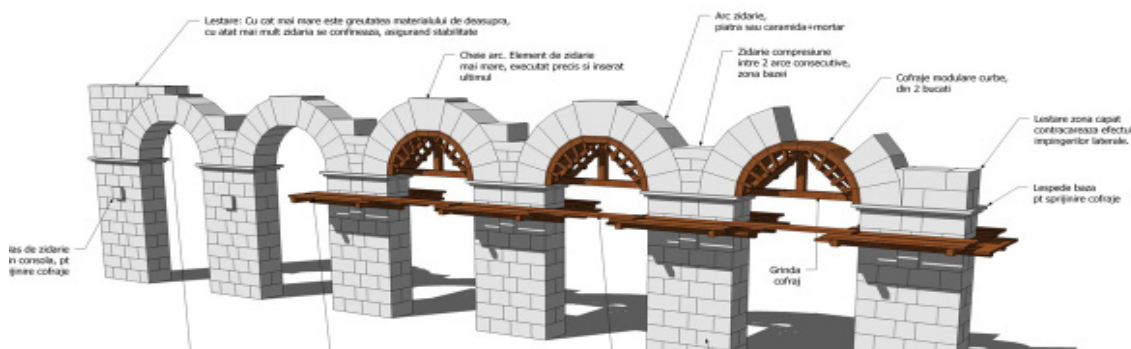 Lestare: Cu cat mai mare este greutatea materialului de deasupra,
cu atat mai mult zidaria se confineaza, asigurand stabilitate
Cheie arc. Element de zidarie
mai mare, executat precis si inserat
ultimul
Arc zidarie,
piatra sau caramida+mortar
Zidarie compresiune
intre 2 arce consecutive,
zona bazei
Cofraje modulare curbe,
din 2 bucati
Lestare zona capat
contracareaza efectul
impingerilor laterale.
Lespede baza
pt sprijinire cofraje
Grinda
cofraj
de zidarie
in consola, pt
cofraje